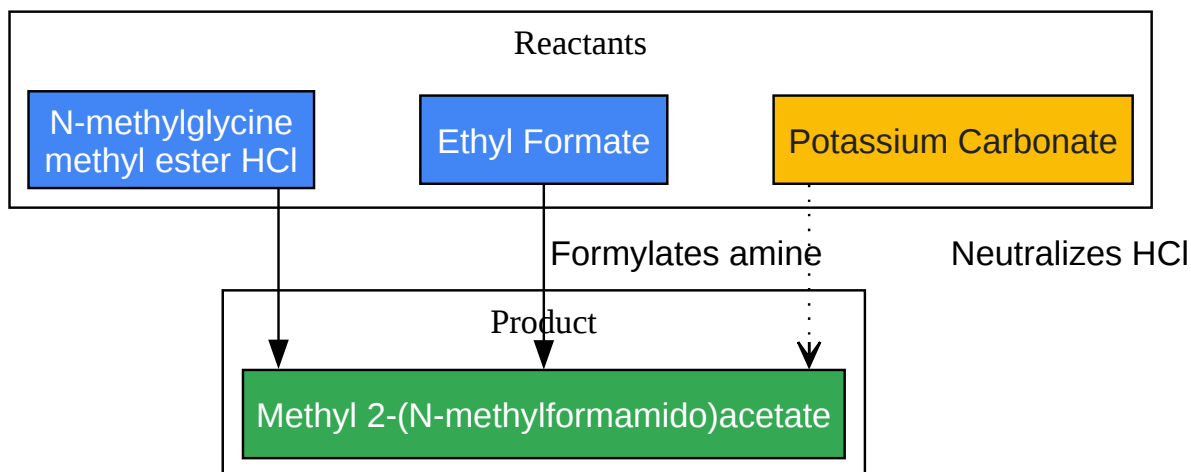 Reactants
N-methylglycine
methyl ester HCl
Ethyl Formate
Potassium Carbonate
Formylates amine
Neutralizes HCl
Product
Methyl 2-(N-methylformamido)acetate